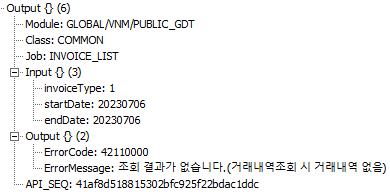 Output {} (6)
Module: GLOBAL/VNM/PUBLIC_GDT
Class: COMMON
Job: INVOICE_LIST
Input {} (3)
invoiceType: 1
startDate: 20230706
endDate: 20230706
Output {} (2)
ErrorCode: 42110000
ErrorMessage: 조회 결과가 없습니다.(거래내역조회 시 거래내역 없음)
API_SEQ: 41af8d518815302bfc925f22bdac1ddc